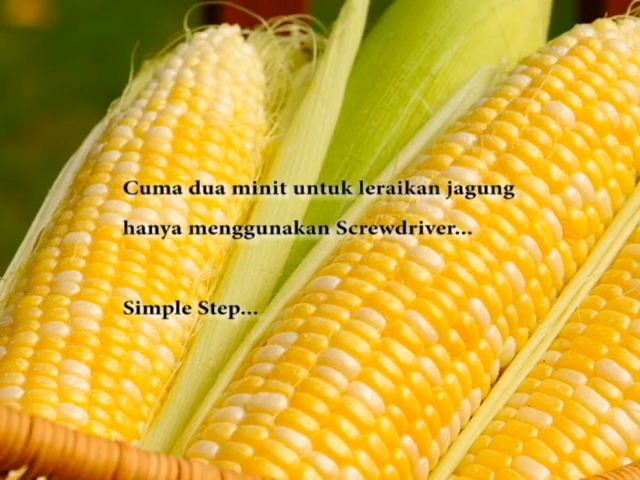 Cuma dua minit untuk leraikan jagung
hanya menggunakan Screwdriver...
Simple Step...